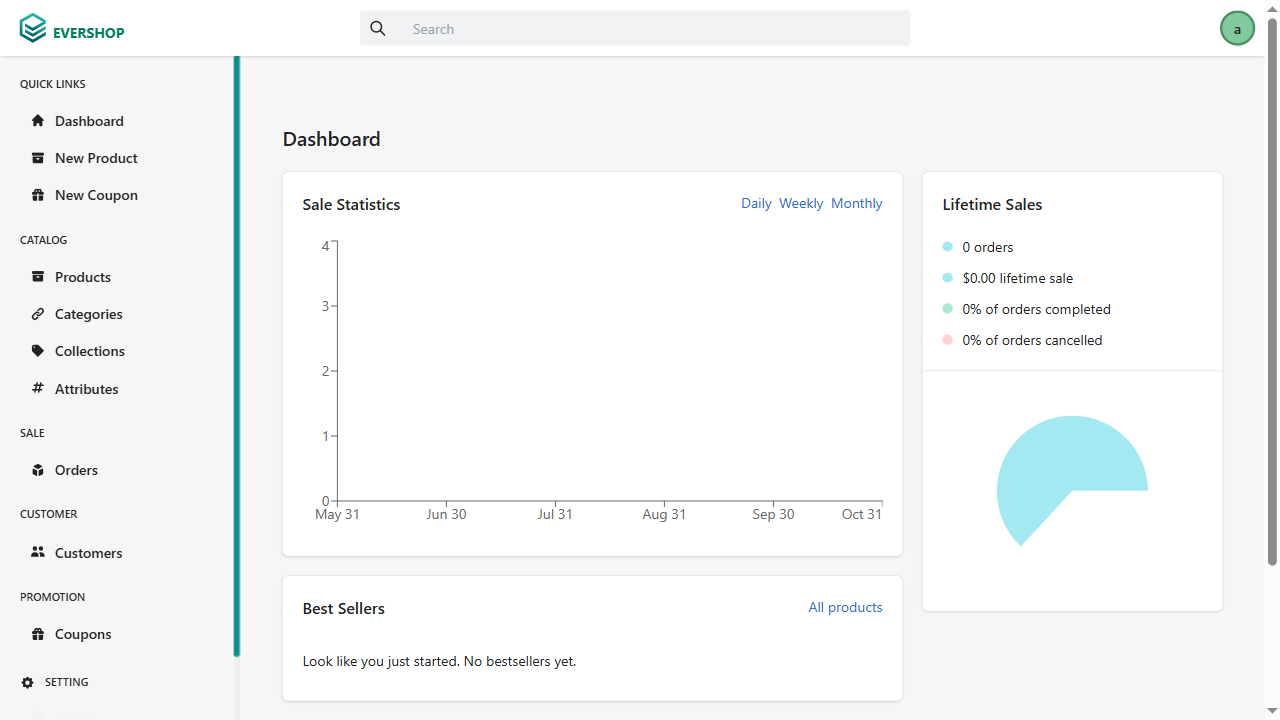 EVERSHOP
Search
a
QUICK LINKS
Dashboard
New Product
New Coupon
CATALOG
Products
Categories
Collections
Attributes
SALE
Orders
CUSTOMER
Customers
PROMOTION
Coupons
SETTING
Dashboard
Sale Statistics
Daily Weekly Monthly
4
3
2
1
0
May 31 Jun 30 Jul 31 Aug 31 Sep 30 Oct 31
Best Sellers
All products
Look like you just started. No bestsellers yet.
Lifetime Sales
0 orders
$0.00 lifetime sale
0% of orders completed
0% of orders cancelled